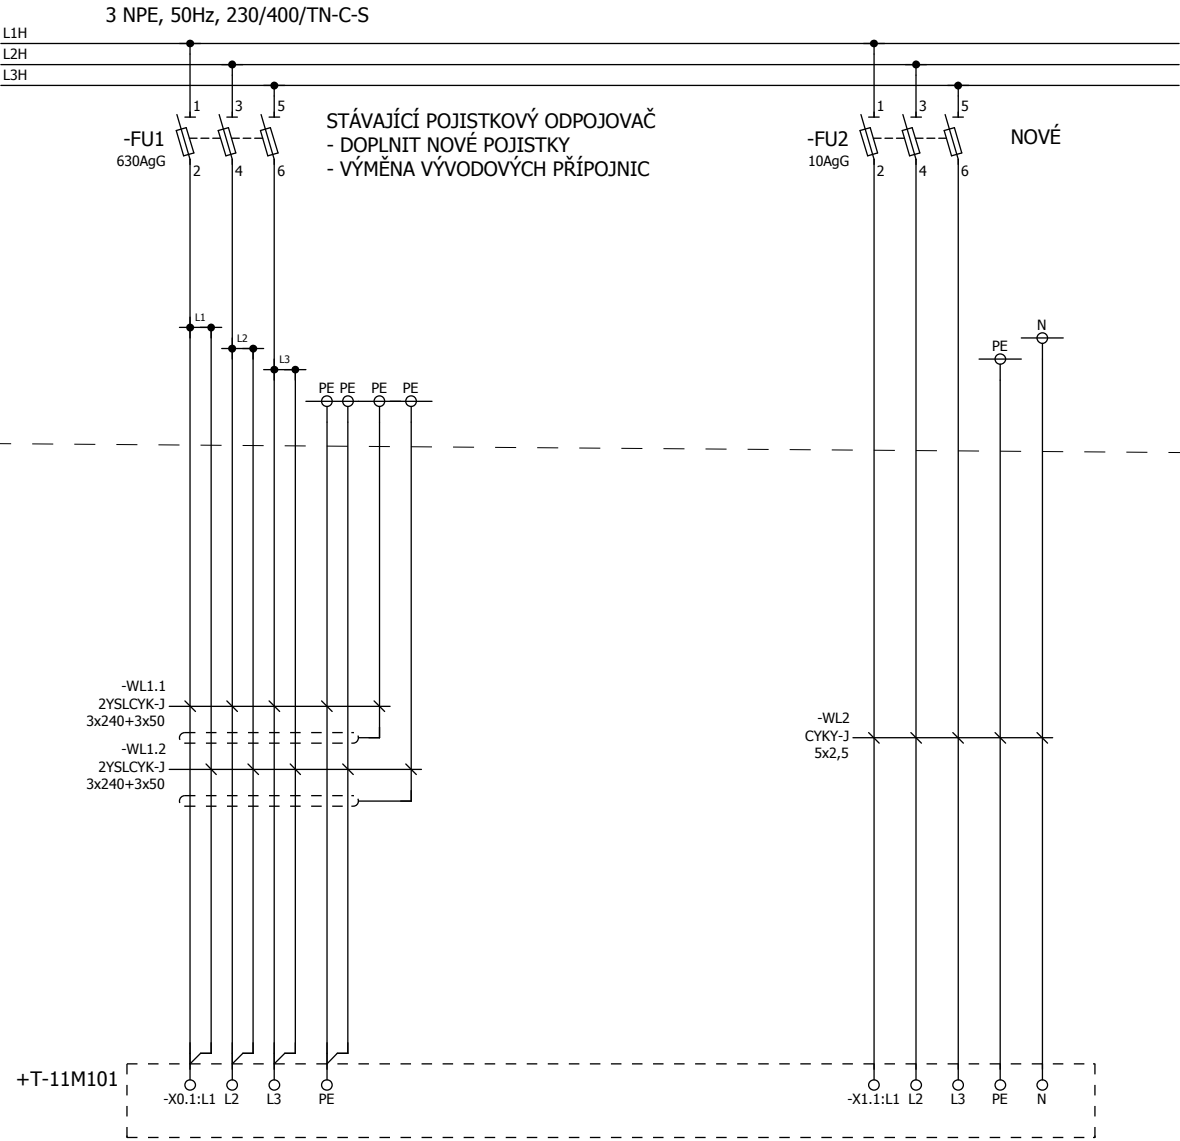 3 NPE, 50Hz, 230/400/TN-C-S
L1H
L2H
L3H
1 3 5
-FU1
630AgG
2 4 6
STÁVAJÍCÍ POJISTKOVÝ ODPOJOVAČ
- DOPLNIT NOVÉ POJISTKY
- VÝMĚNA VÝVODOVÝCH PŘÍPOJNIC
1 3 5
-FU2
10AgG
2 4 6
NOVÉ
L1
L2
L3
PE PE PE PE
N
PE
-WL1.1
2YSLCYK-J
3x240+3x50
-WL1.2
2YSLCYK-J
3x240+3x50
-WL2
CYKY-J
5x2,5
+T-11M101
-X0.1:L1 L2 L3 PE
-X1.1:L1 L2 L3 PE N